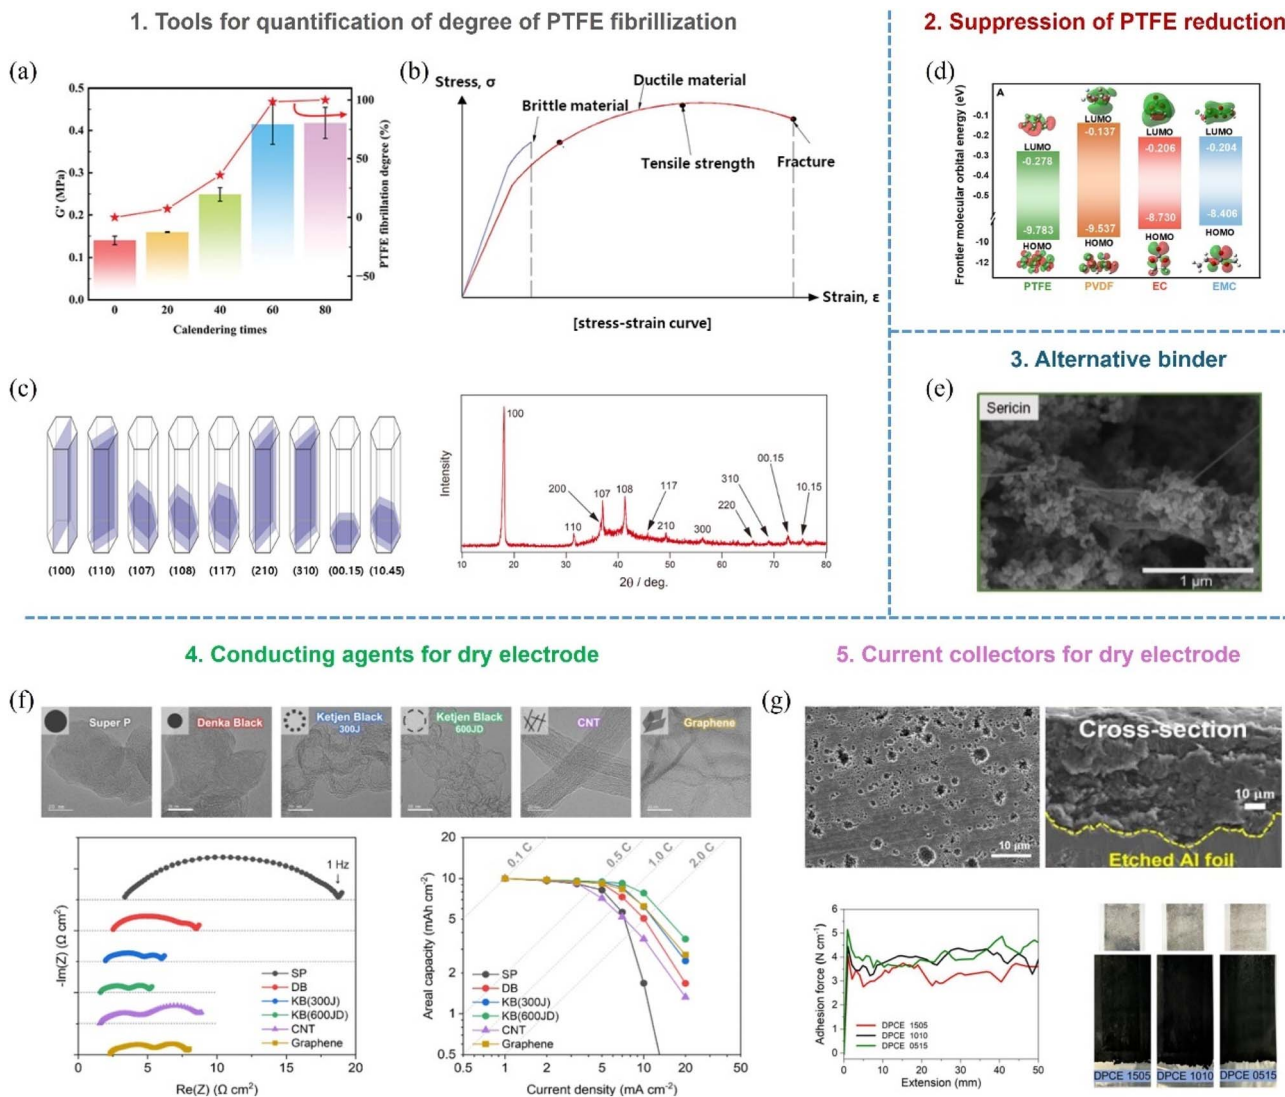 1. Tools for quantification of degree of PTFE fibrillization
(a)
0.5
0.4
0.3
0.2
0.1
0.0
G' (MPa)
0
20
40
60
80
Calendering times
100
50
0
−50
PTFE fibrillation degree (%)
(b)
Stress, σ
Brittle material
Ductile material
Tensile strength
Fracture
Strain, ε
[stress-strain curve]
(c)
(100) (110) (107) (108) (117) (210) (310) (00.15) (10.45)
Intensity
100
200
110
107
108
117
210
300
310
220
00.15
10.15
10 20 30 40 50 60 70 80
2θ / deg.
2. Suppression of PTFE reduction
(d)
A
Frontier molecular orbital energy (eV)
-0.1
-0.2
-0.3
-0.5
-10
-12
LUMO
-0.278
-9.783
HOMO
PTFE
LUMO
-0.137
-9.537
HOMO
PVDF
LUMO
-0.206
-8.730
HOMO
EC
LUMO
-0.204
-8.406
HOMO
EMC
3. Alternative binder
(e)
Sericin
1 μm
4. Conducting agents for dry electrode
(f)
Super P
Denka Black
Ketjen Black
300J
Ketjen Black
600JD
CNT
Graphene
-Im(Z) (Ω cm²)
1 Hz
SP
DB
KB(300J)
KB(600JD)
CNT
Graphene
0 5 10 15 20
Re(Z) (Ω cm²)
Areal capacity (mAh cm⁻²)
20
10
5
2
1
0.5
0.1 C
0.5 C
1.0 C
2.0 C
SP
DB
KB(300J)
KB(600JD)
CNT
Graphene
0.5 1 2 5 10 20 50
Current density (mA cm⁻²)
5. Current collectors for dry electrode
(g)
10 μm
Cross-section
10 μm
Etched Al foil
Adhesion force (N cm⁻¹)
6
5
4
3
2
1
0
DPCE 1505
DPCE 1010
DPCE 0515
0 10 20 30 40 50
Extension (mm)
DPCE 1505
DPCE 1010
DPCE 0515